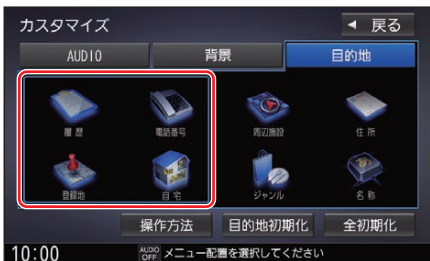 カスタマイズ
◀ 戻る
AUDIO 背景 目的地
履歴 電話番号 周辺施設 住所
登録地 自宅 ジャンル 名称
操作方法 目的地初期化 全初期化
10:00 AUDIO OFF メニュー配置を選択してください